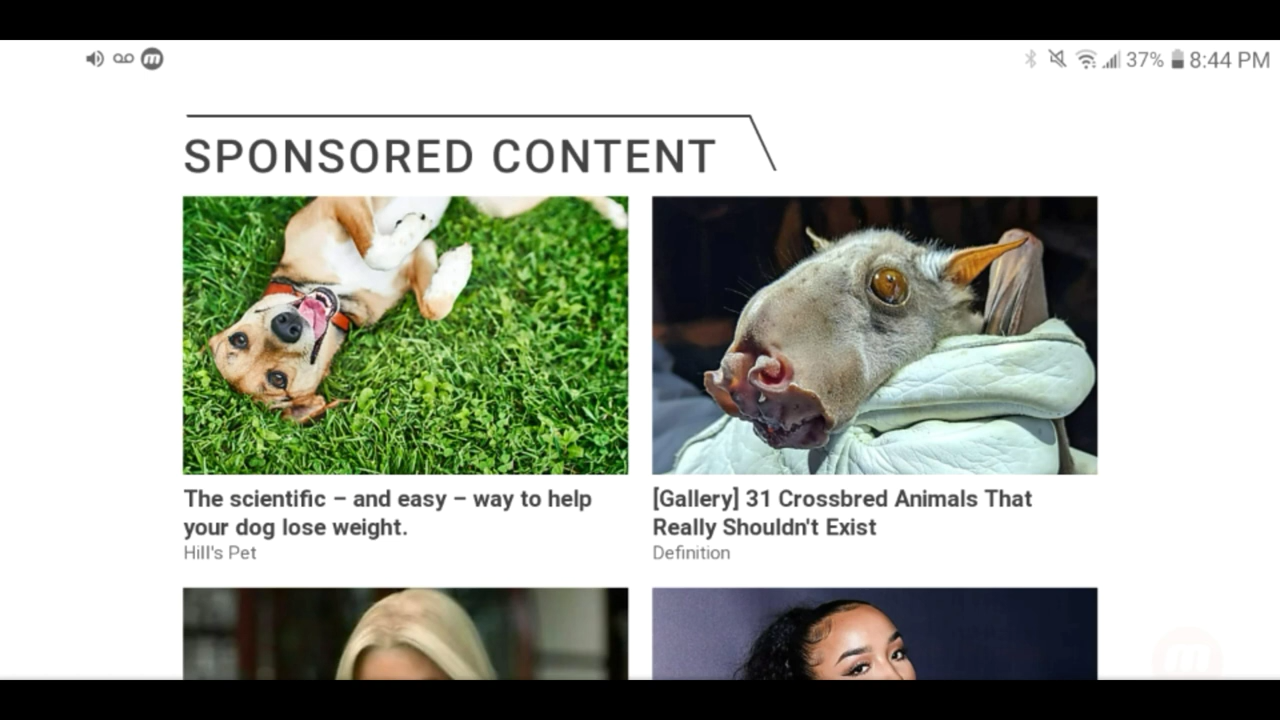 37% 8:44 PM
SPONSORED CONTENT
The scientific – and easy – way to help
your dog lose weight.
Hill's Pet
[Gallery] 31 Crossbred Animals That
Really Shouldn't Exist
Definition